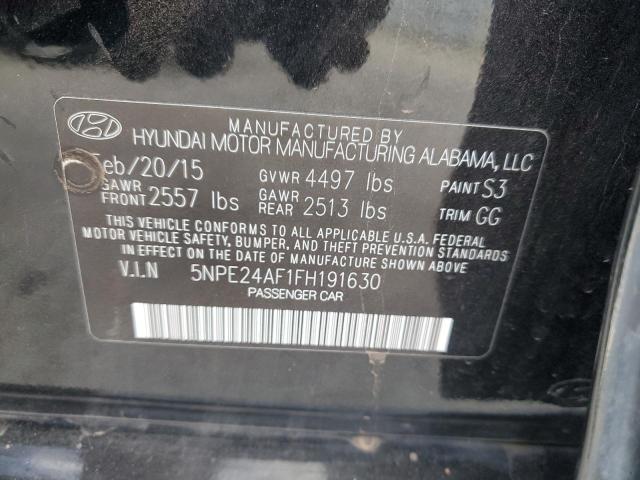 MANUFACTURED BY
HYUNDAI MOTOR MANUFACTURING ALABAMA, LLC
eb/20/15 GVWR 4497 lbs PAINT S3
GAWR FRONT 2557 lbs GAWR REAR 2513 lbs TRIM GG
THIS VEHICLE CONFORMS TO ALL APPLICABLE U.S.A. FEDERAL
MOTOR VEHICLE SAFETY, BUMPER, AND THEFT PREVENTION STANDARDS
IN EFFECT ON THE DATE OF MANUFACTURE SHOWN ABOVE.
V.I.N 5NPE24AF1FH191630
PASSENGER CAR